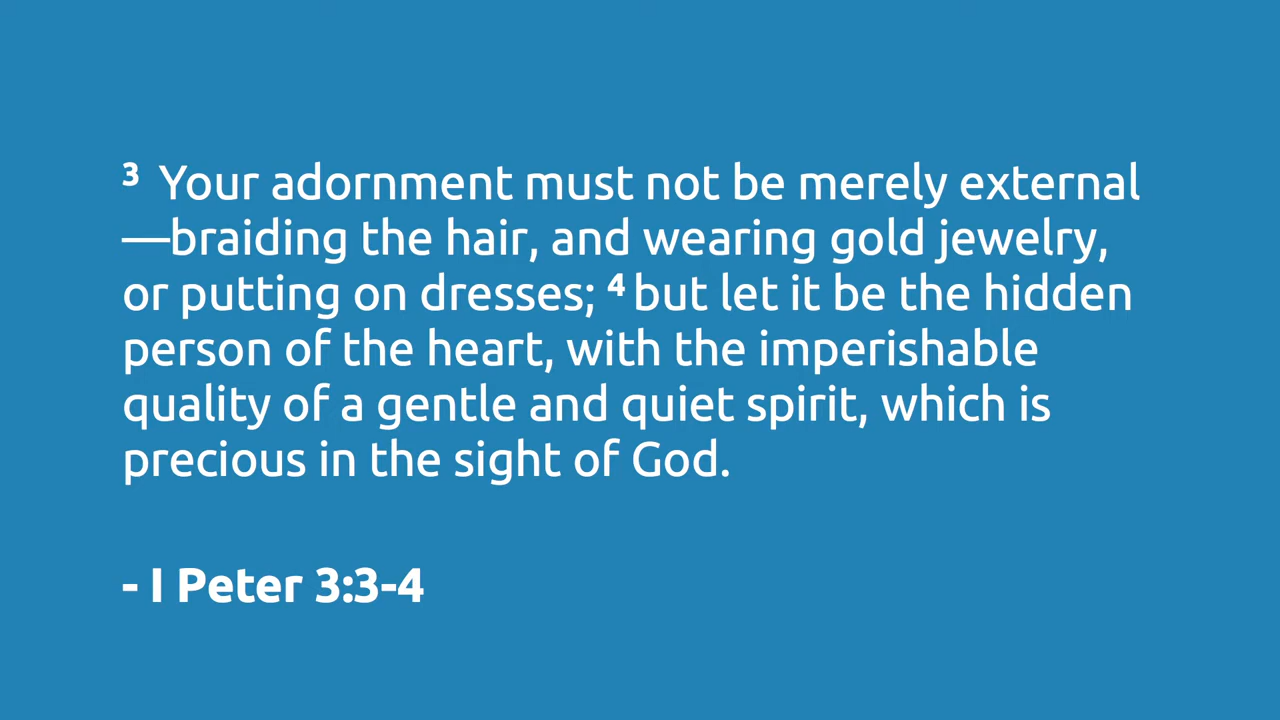 3 Your adornment must not be merely external
—braiding the hair, and wearing gold jewelry,
or putting on dresses; 4 but let it be the hidden
person of the heart, with the imperishable
quality of a gentle and quiet spirit, which is
precious in the sight of God.
- I Peter 3:3-4